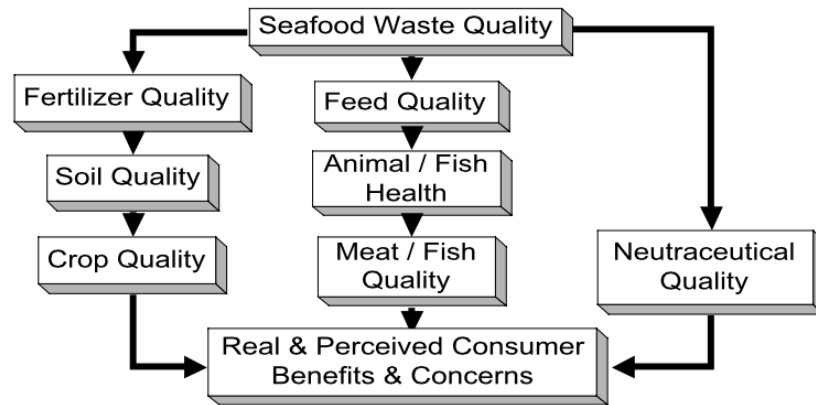 Seafood Waste Quality
Fertilizer Quality
Feed Quality
Soil Quality
Animal / Fish
Health
Crop Quality
Meat / Fish
Quality
Neutraceutical
Quality
Real & Perceived Consumer
Benefits & Concerns